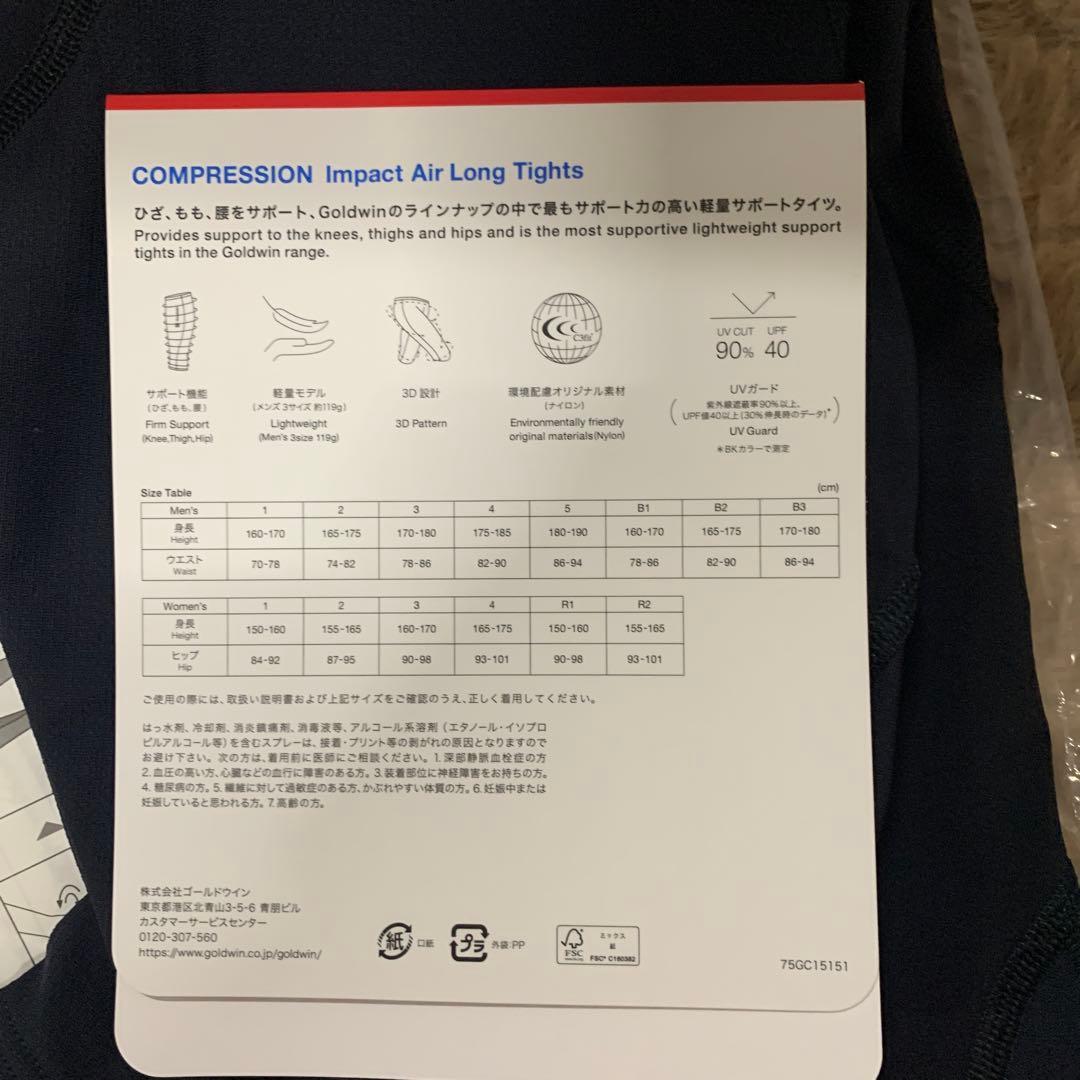 COMPRESSION Impact Air Long Tights
ひざ、もも、腰をサポート、Goldwinのラインナップの中で最もサポート力の高い軽量サポートタイツ。
Provides support to the knees, thighs and hips and is the most supportive lightweight support
tights in the Goldwin range.
C3fit
UV CUT UPF
90% 40
サポート機能
(ひざ、もも、腰)
Firm Support
(Knee,Thigh,Hip)
軽量モデル
(メンズ3サイズ 約119g)
Lightweight
(Men's 3size 119g)
3D 設計
3D Pattern
環境配慮オリジナル素材
(ナイロン)
Environmentally friendly
original materials(Nylon)
UVガード
(紫外線遮蔽率90%以上、
UPF値40以上(30%伸長時のデータ)*)
UV Guard
*BKカラーで測定
Size Table (cm)
Men's 1 2 3 4 5 B1 B2 B3
身長 Height 160-170 165-175 170-180 175-185 180-190 160-170 165-175 170-180
ウエスト Waist 70-78 74-82 78-86 82-90 86-94 78-86 82-90 86-94
Women's 1 2 3 4 R1 R2
身長 Height 150-160 155-165 160-170 165-175 150-160 155-165
ヒップ Hip 84-92 87-95 90-98 93-101 90-98 93-101
ご使用の際には、取扱い説明書および上記サイズをご確認のうえ、正しく着用してください。
はっ水剤、冷却剤、消炎鎮痛剤、消毒液等、アルコール系溶剤(エタノール・イソプロ
ピルアルコール等)を含むスプレーは、接着・プリント等の剥がれの原因となりますので
お避け下さい。次の方は、着用前に医師にご相談ください。1.深部静脈血栓症の方
2.血圧の高い方、心臓などの血行に障害のある方。3.装着部位に神経障害をお持ちの方。
4.糖尿病の方。5.繊維に対して過敏症のある方、かぶれやすい体質の方。6.妊娠中または
妊娠していると思われる方。7.高齢の方。
株式会社ゴールドウイン
東京都港区北青山3-5-6 青朋ビル
カスタマーサービスセンター
0120-307-560
https://www.goldwin.co.jp/goldwin/
紙 口紙
プラ 外袋:PP
FSC
ミックス
紙
FSC® C160382
75GC15151